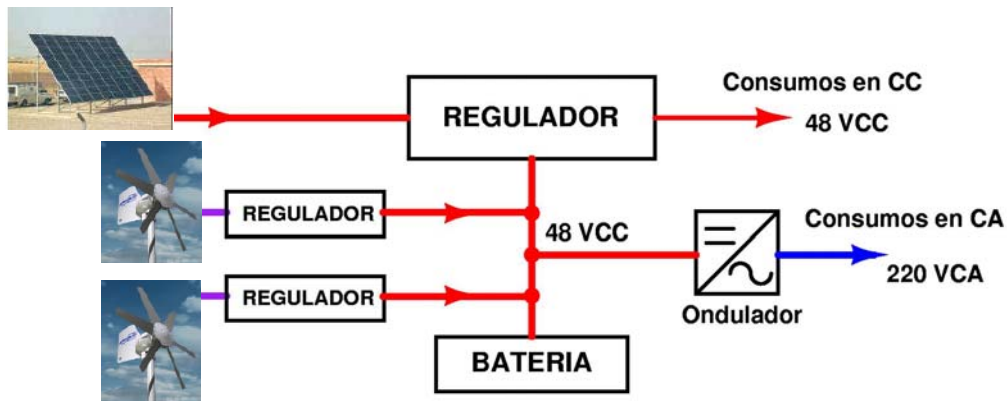 Consumos en CC
REGULADOR
48 VCC
REGULADOR
48 VCC
Consumos en CA
220 VCA
REGULADOR
Ondulador
BATERIA